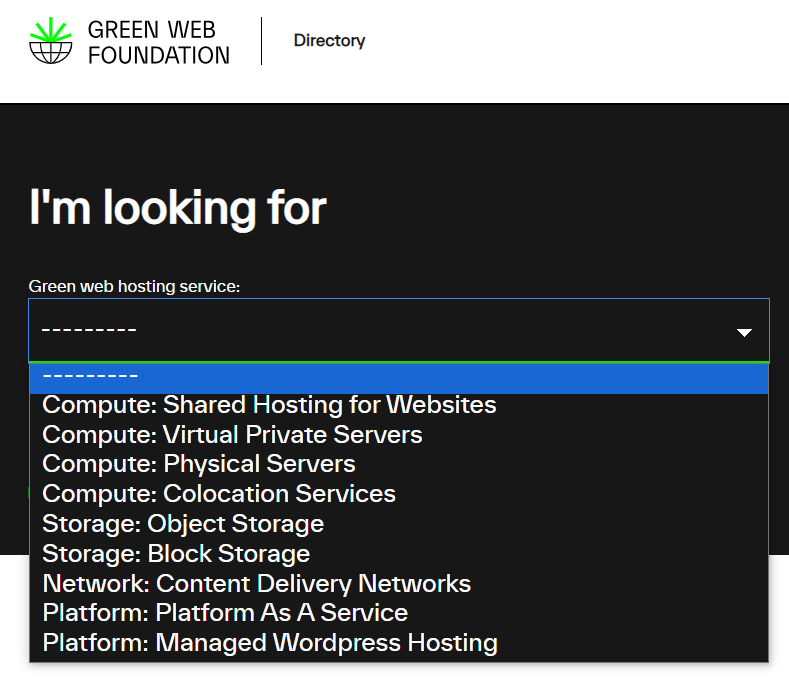 GREEN WEB
FOUNDATION
Directory
I'm looking for
Green web hosting service:
---------
---------
Compute: Shared Hosting for Websites
Compute: Virtual Private Servers
Compute: Physical Servers
Compute: Colocation Services
Storage: Object Storage
Storage: Block Storage
Network: Content Delivery Networks
Platform: Platform As A Service
Platform: Managed Wordpress Hosting